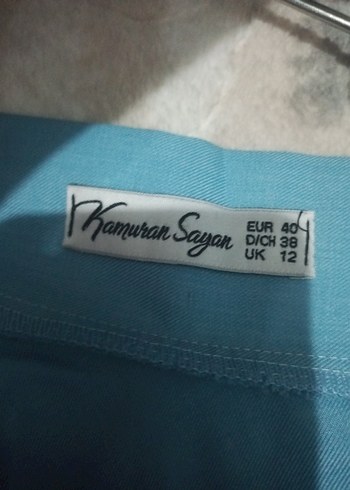 Kamuran Sayan
EUR 40
D/CH 38
UK 12